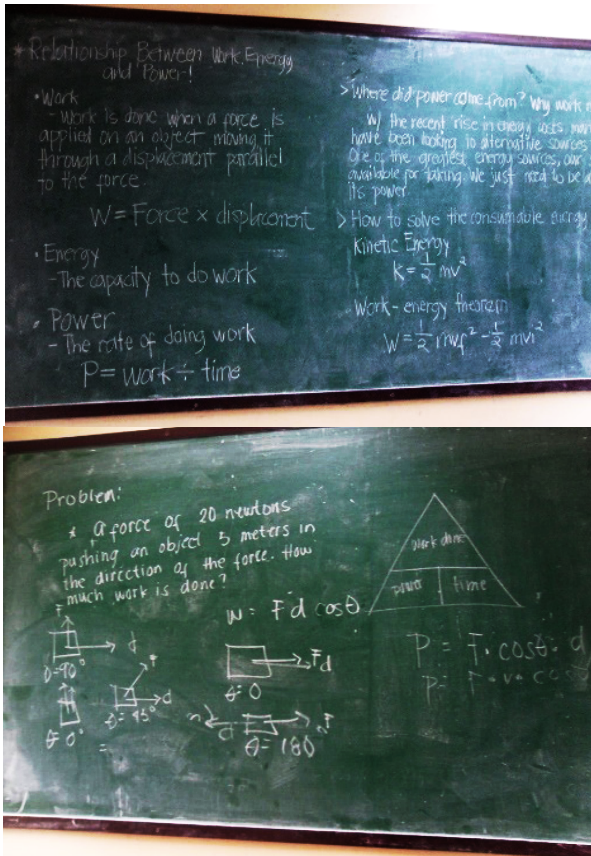 * Relationship Between Work, Energy
and Power!
• Work
- Work is done when a force is
applied on an object moving it
through a displacement parallel
to the force.
W = Force × displacement
• Energy
- The capacity to do work
• Power
- The rate of doing work
P = work ÷ time
> Where did power come from? Why work
w/ the recent rise in energy costs
have been looking to alternative sources
One of the greatest energy sources, our
available for taking. We just need to be
its power.
> How to solve the consumable energy
Kinetic Energy
K = 1/2 mv²
Work - energy theorem
W = 1/2 mvf² - 1/2 mvi²
Problem:
* A force of 20 newtons
pushing an object 5 meters in
the direction of the force. How
much work is done?
W = F d cosθ
F
d
θ=90°
F
d
θ=45°
θ=0°
=
F
d
θ=0
d
F
θ=180
work done
power
time
P = F • cosθ • d
P = F • v • cos